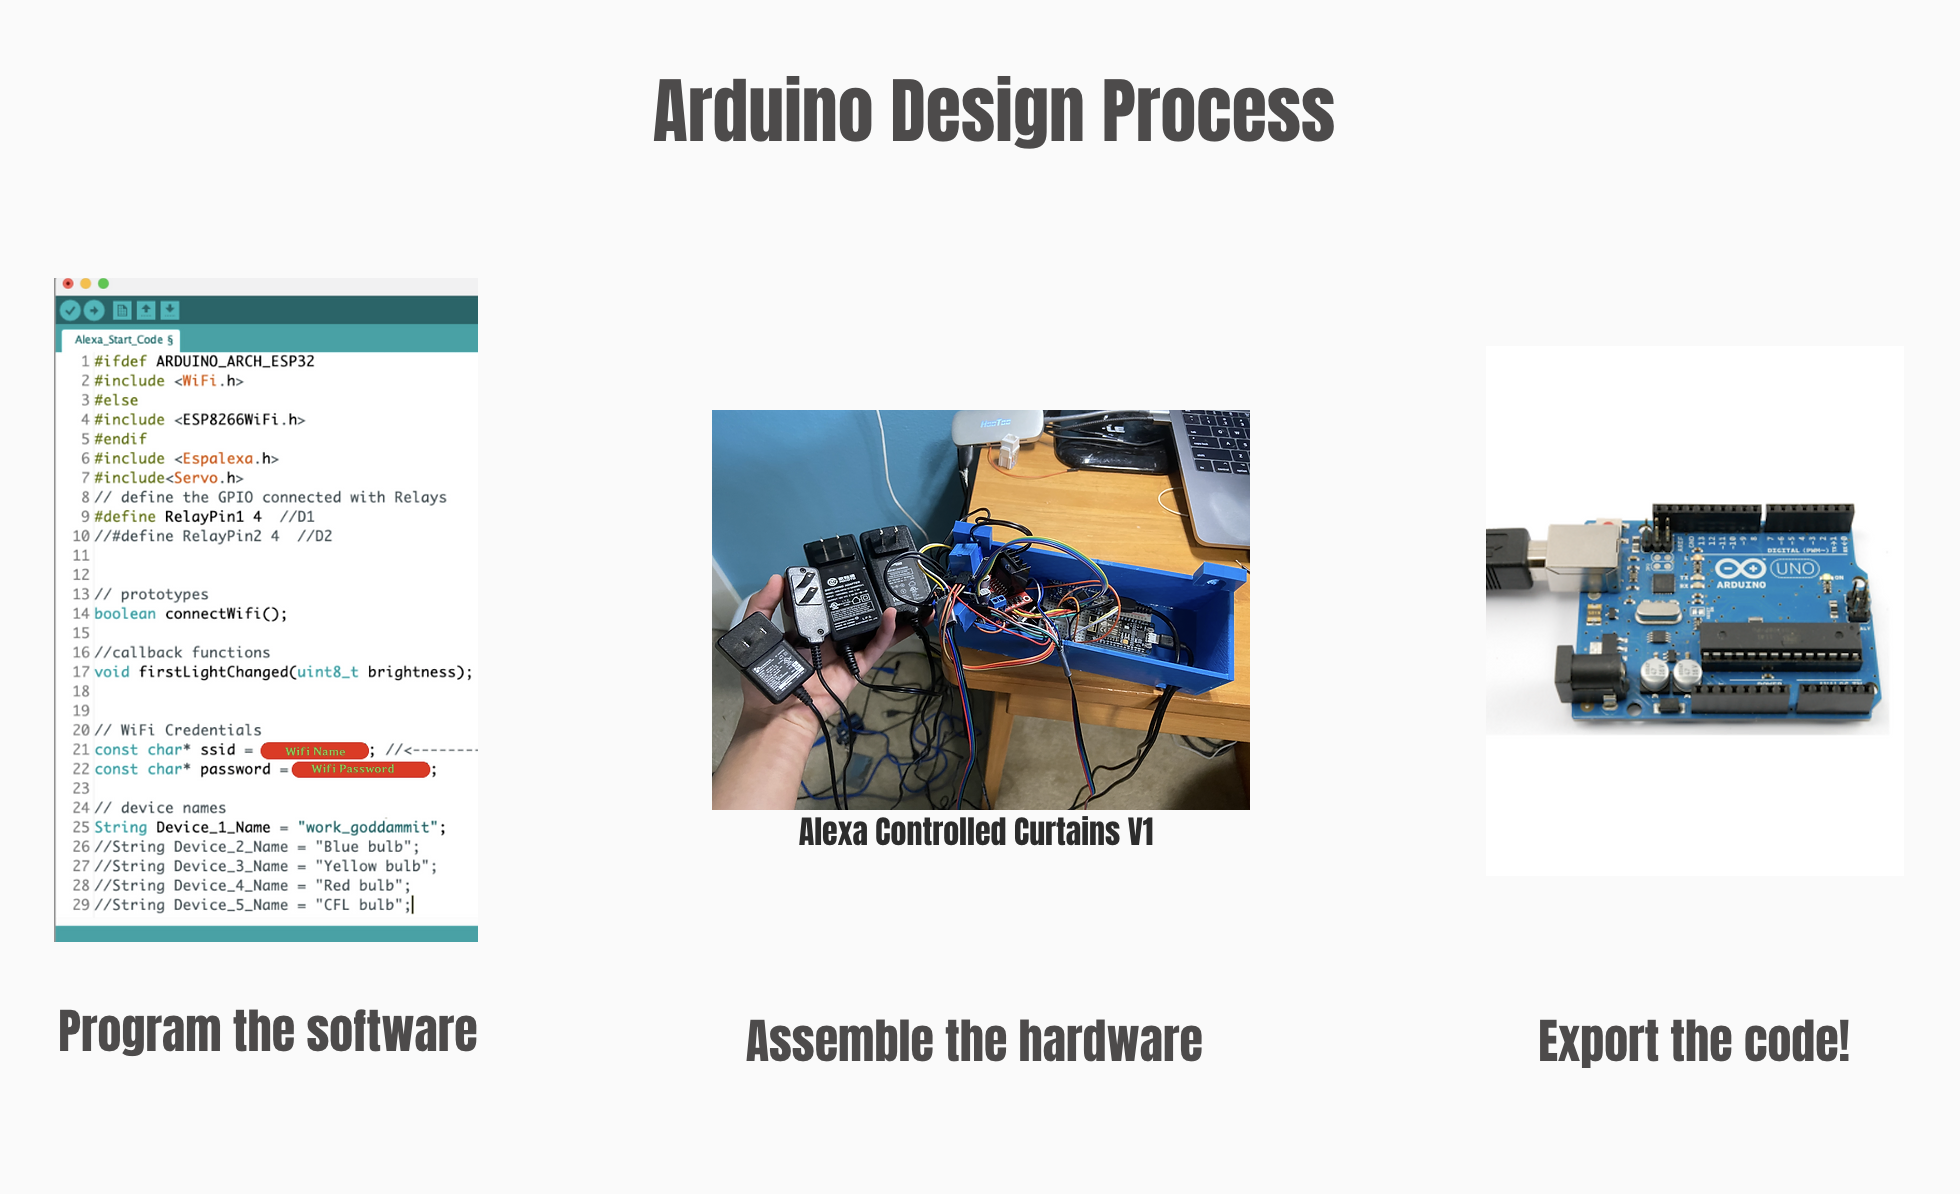 Arduino Design Process
Alexa_Start_Code §
1 #ifdef ARDUINO_ARCH_ESP32
2 #include <WiFi.h>
3 #else
4 #include <ESP8266WiFi.h>
5 #endif
6 #include <Espalexa.h>
7 #include<Servo.h>
8 // define the GPIO connected with Relays
9 #define RelayPin1 4  //D1
10 //#define RelayPin2 4  //D2
11
12
13 // prototypes
14 boolean connectWifi();
15
16 //callback functions
17 void firstLightChanged(uint8_t brightness);
18
19
20 // WiFi Credentials
21 const char* ssid = Wifi Name; //<--------
22 const char* password = Wifi Password;
23
24 // device names
25 String Device_1_Name = "work_goddammit";
26 //String Device_2_Name = "Blue bulb";
27 //String Device_3_Name = "Yellow bulb";
28 //String Device_4_Name = "Red bulb";
29 //String Device_5_Name = "CFL bulb";
Program the software
HooToo
Alexa Controlled Curtains V1
Assemble the hardware
DIGITAL (PWM~)
UNO
ARDUINO
TX
RX
ON
Export the code!